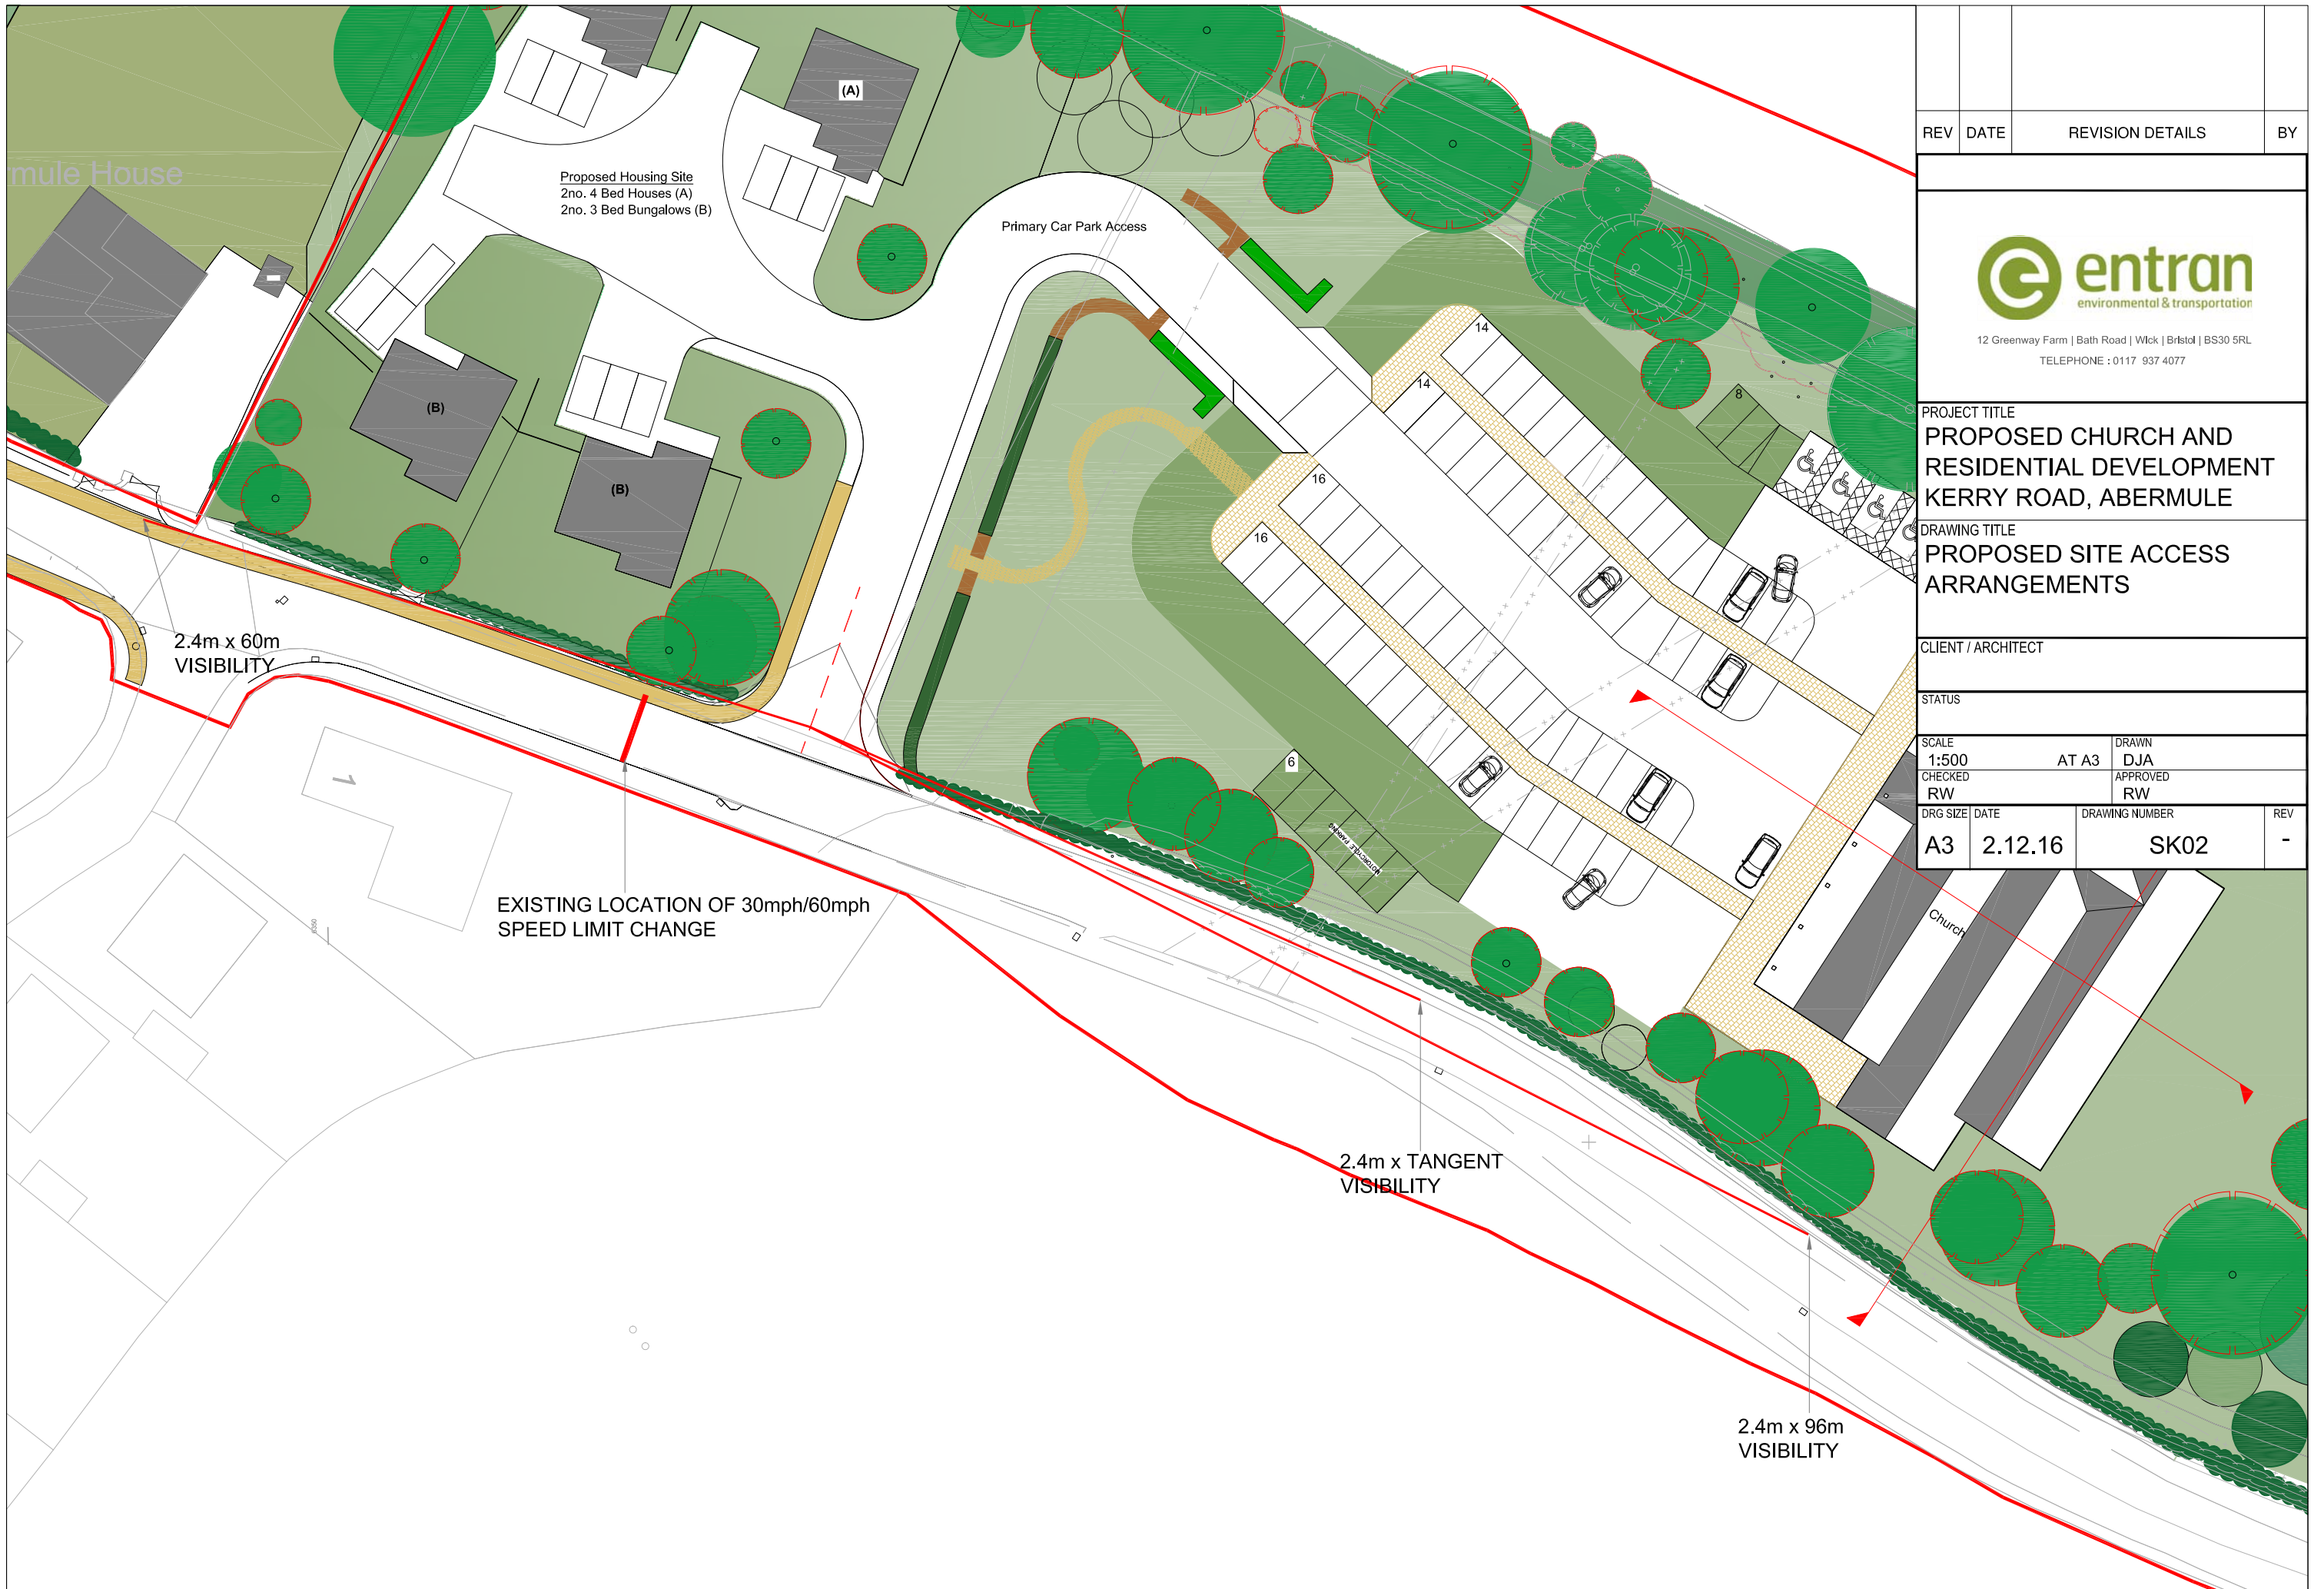 mule House
(A)
Proposed Housing Site
2no. 4 Bed Houses (A)
2no. 3 Bed Bungalows (B)
Primary Car Park Access
(B)
(B)
14
14
8
16
16
6
MOTORCYCLE PARKING
2.4m x 60m
VISIBILITY
1
EXISTING LOCATION OF 30mph/60mph
SPEED LIMIT CHANGE
2.4m x TANGENT
VISIBILITY
2.4m x 96m
VISIBILITY
Church
REV DATE REVISION DETAILS BY
entran
environmental & transportation
12 Greenway Farm | Bath Road | Wick | Bristol | BS30 5RL
TELEPHONE : 0117 937 4077
PROJECT TITLE
PROPOSED CHURCH AND
RESIDENTIAL DEVELOPMENT
KERRY ROAD, ABERMULE
DRAWING TITLE
PROPOSED SITE ACCESS
ARRANGEMENTS
CLIENT / ARCHITECT
STATUS
SCALE DRAWN
1:500 AT A3 DJA
CHECKED APPROVED
RW RW
DRG SIZE DATE DRAWING NUMBER REV
A3 2.12.16 SK02 -